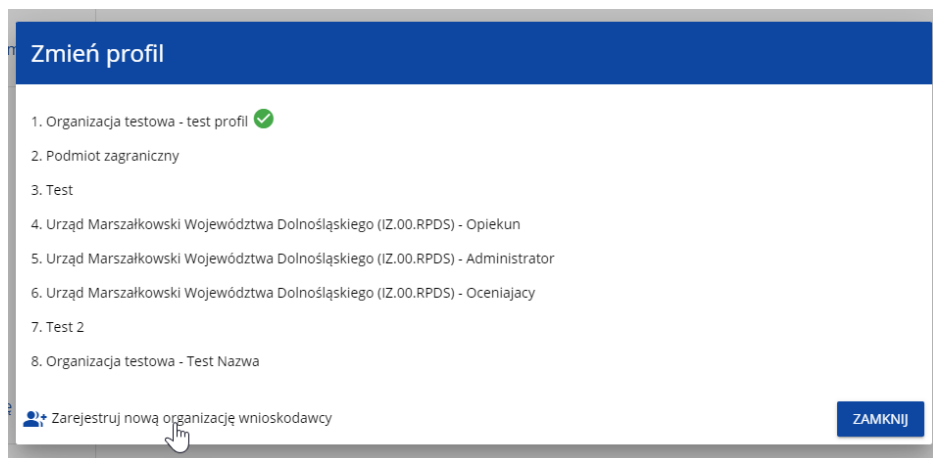 Zmień profil
1. Organizacja testowa - test profil
2. Podmiot zagraniczny
3. Test
4. Urząd Marszałkowski Województwa Dolnośląskiego (IZ.00.RPDS) - Opiekun
5. Urząd Marszałkowski Województwa Dolnośląskiego (IZ.00.RPDS) - Administrator
6. Urząd Marszałkowski Województwa Dolnośląskiego (IZ.00.RPDS) - Oceniajacy
7. Test 2
8. Organizacja testowa - Test Nazwa
Zarejestruj nową organizację wnioskodawcy
ZAMKNIJ